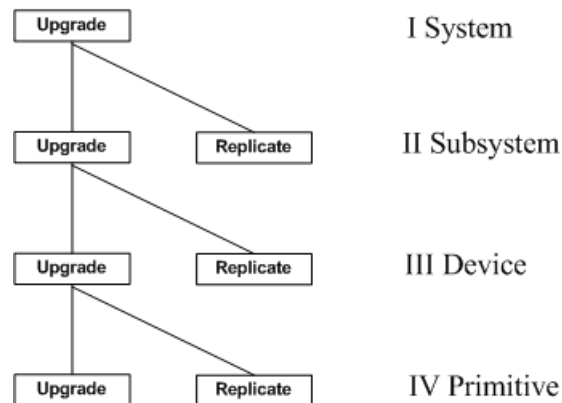 Upgrade I System
Upgrade Replicate II Subsystem
Upgrade Replicate III Device
Upgrade Replicate IV Primitive